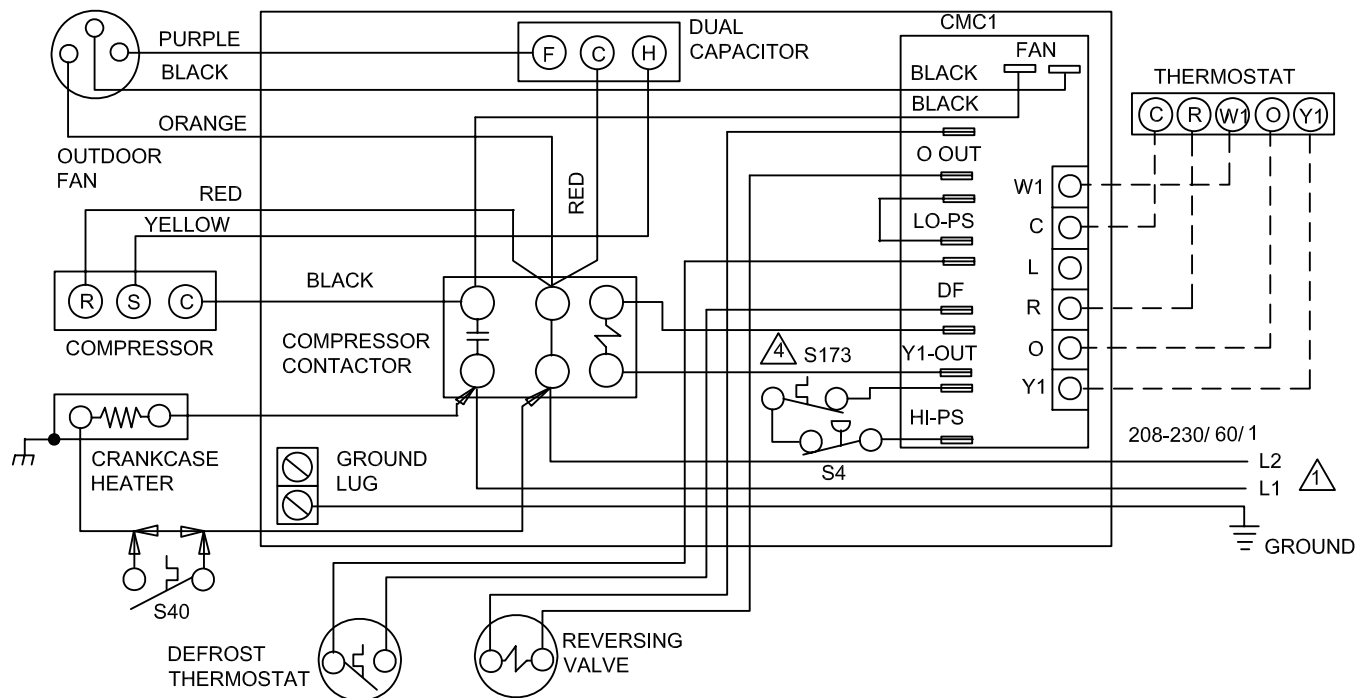 CMC1
DUAL
CAPACITOR
PURPLE
F C H
FAN
BLACK
BLACK
THERMOSTAT
BLACK
C R W1 O Y1
ORANGE
O OUT
OUTDOOR
FAN
RED
RED
W1
YELLOW
LO-PS
C
L
BLACK
DF
R S C
R
COMPRESSOR
COMPRESSOR
CONTACTOR
4 S173
Y1-OUT
O
Y1
HI-PS
208-230/ 60/ 1
CRANKCASE
HEATER
GROUND
LUG
S4
L2
L1
1
GROUND
S40
DEFROST
THERMOSTAT
REVERSING
VALVE